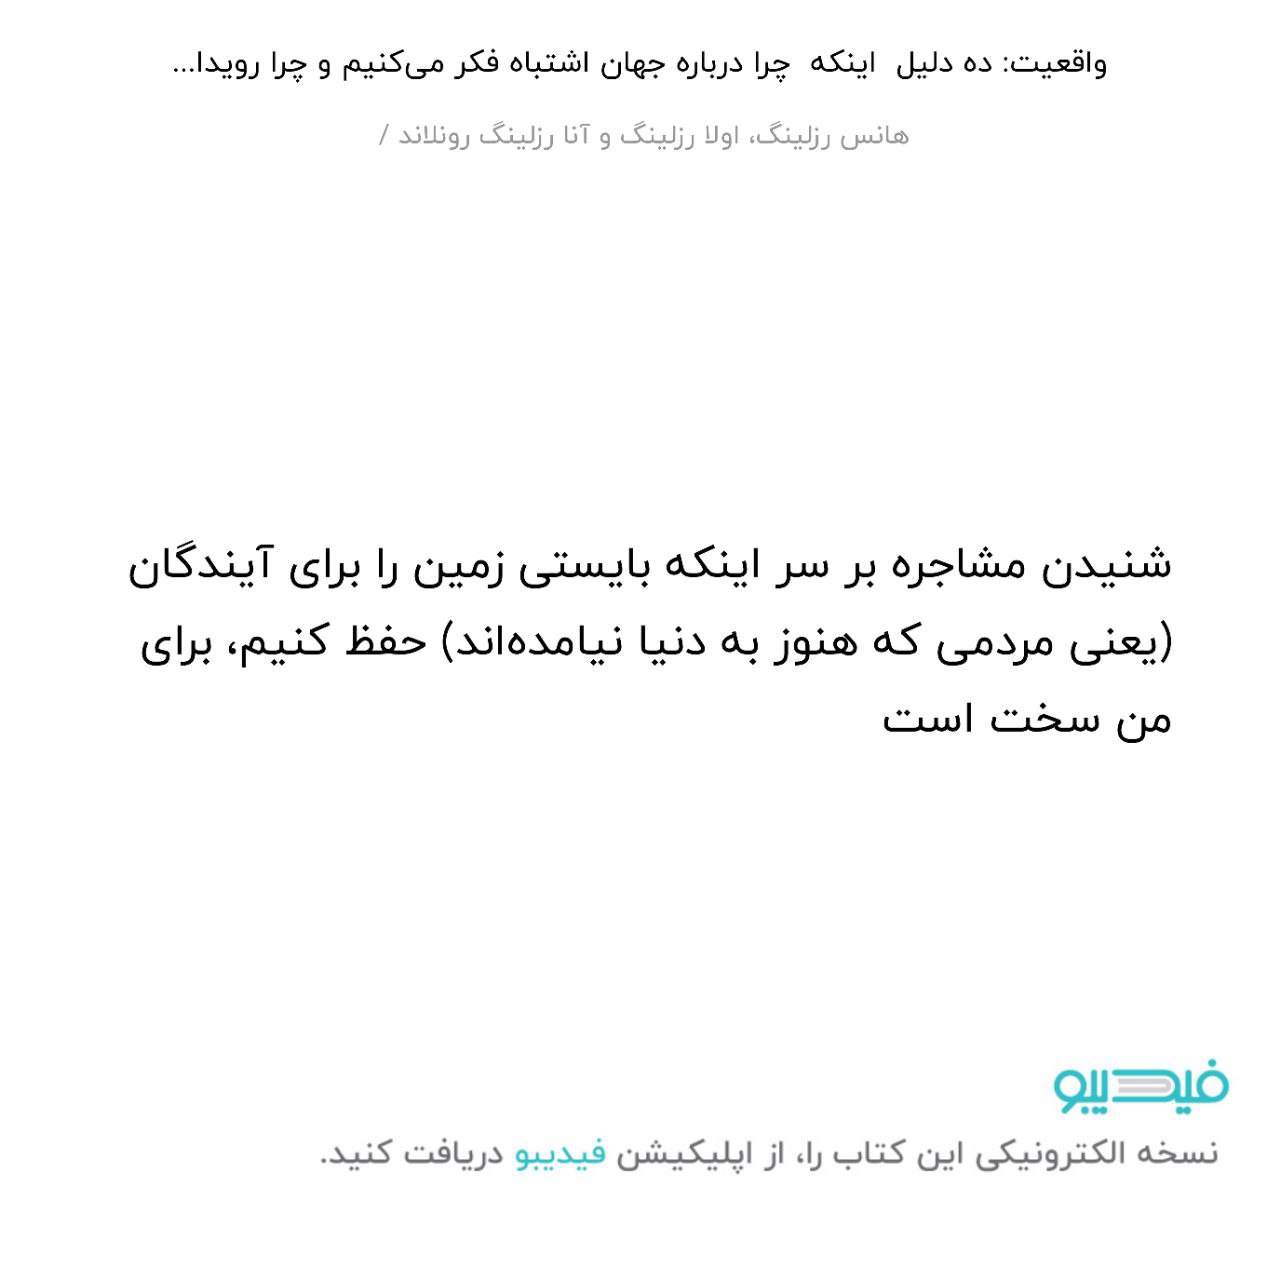 واقعیت: ده دلیل اینکه چرا درباره جهان اشتباه فکر می‌کنیم و چرا رویدا...
هانس رزلینگ، اولا رزلینگ و آنا رزلینگ رونلاند /
شنیدن مشاجره بر سر اینکه بایستی زمین را برای آیندگان
(یعنی مردمی که هنوز به دنیا نیامده‌اند) حفظ کنیم، برای
من سخت است
فیدیبو
نسخه الکترونیکی این کتاب را، از اپلیکیشن فیدیبو دریافت کنید.